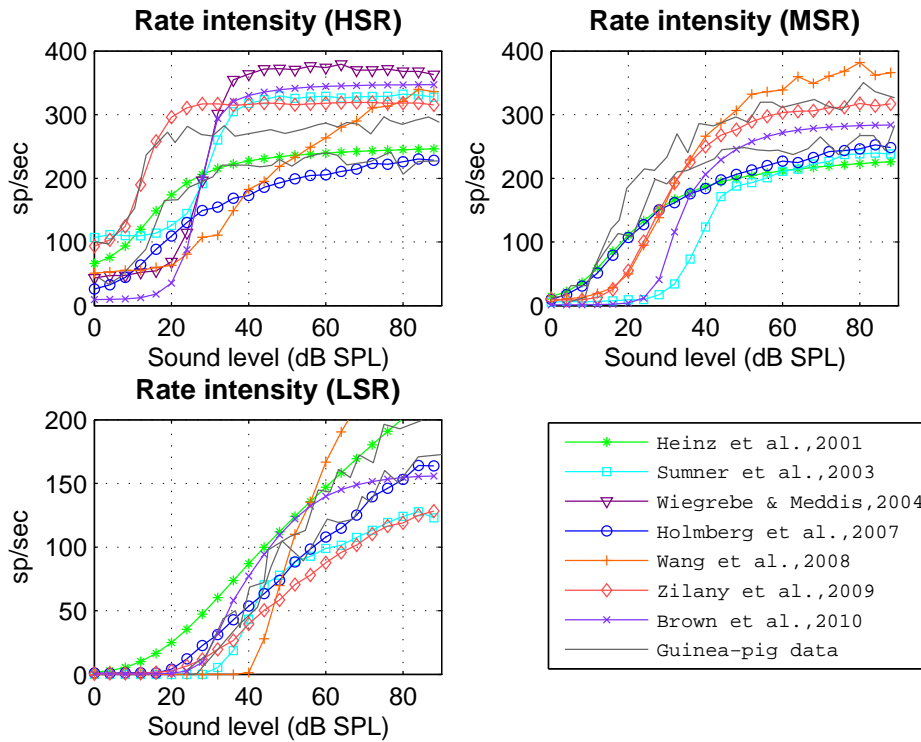 Rate intensity (HSR)
400
300
200
100
0
sp/sec
0 20 40 60 80
Sound level (dB SPL)
Rate intensity (MSR)
400
300
200
100
0
sp/sec
0 20 40 60 80
Sound level (dB SPL)
Rate intensity (LSR)
200
150
100
50
0
sp/sec
0 20 40 60 80
Sound level (dB SPL)
Heinz et al.,2001
Sumner et al.,2003
Wiegrebe & Meddis,2004
Holmberg et al.,2007
Wang et al.,2008
Zilany et al.,2009
Brown et al.,2010
Guinea-pig data